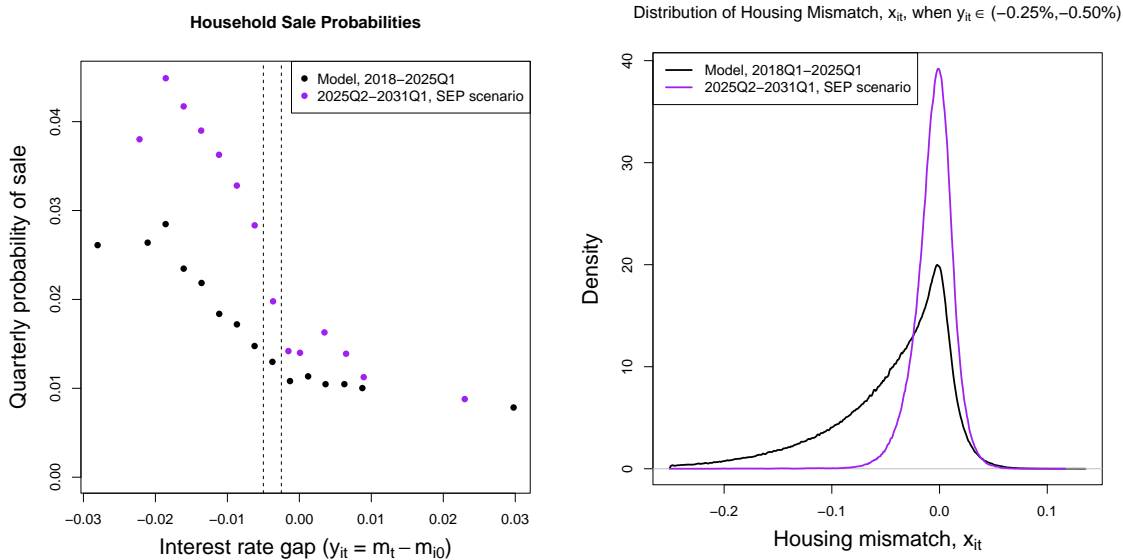 Household Sale Probabilities
Model, 2018−2025Q1
2025Q2−2031Q1, SEP scenario
Quarterly probability of sale
0.04
0.03
0.02
0.01
0.00
−0.03 −0.02 −0.01 0.00 0.01 0.02 0.03
Interest rate gap (yit = mt − mi0)
Distribution of Housing Mismatch, xit, when yit ∈ (−0.25%,−0.50%)
Model, 2018Q1−2025Q1
2025Q2−2031Q1, SEP scenario
Density
40
30
20
10
0
−0.2 −0.1 0.0 0.1
Housing mismatch, xit